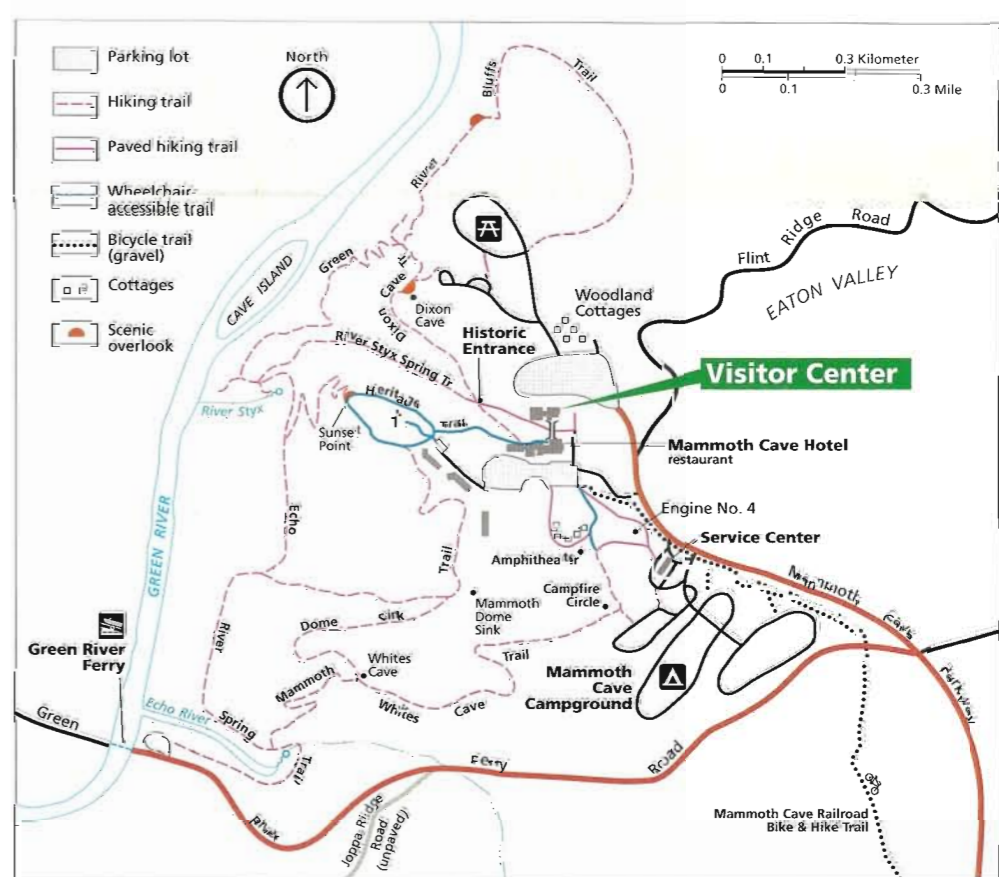 Parking lot
Hiking trail
Paved hiking trail
Wheelchair-
accessible trail
Bicycle trail
(gravel)
Cottages
Scenic
overlook
North
0 0.1 0.3 Kilometer
0 0.1 0.3 Mile
Bluffs
Trail
River
Green
CAVE ISLAND
Tr
Cave
Dixon
Dixon
Cave
Historic
Entrance
Woodland
Cottages
Flint Ridge Road
EATON VALLEY
Visitor Center
River Styx Spring Tr
Heritage
Trail
River Styx
Sunset
Point
Mammoth Cave Hotel
restaurant
Engine No. 4
Service Center
Amphitheater
Campfire
Circle
Echo
Trail
GREEN RIVER
Mammoth
Dome
Sink
Dome Sink
Mammoth
Cave
Parkway
River
Green River
Ferry
Whites
Cave
Mammoth
Trail
Whites Cave
Mammoth
Cave
Campground
Echo River
Spring
Trail
Green
River
Ferry
Road
Joppa Ridge
Road
(unpaved)
Mammoth Cave Railroad
Bike & Hike Trail